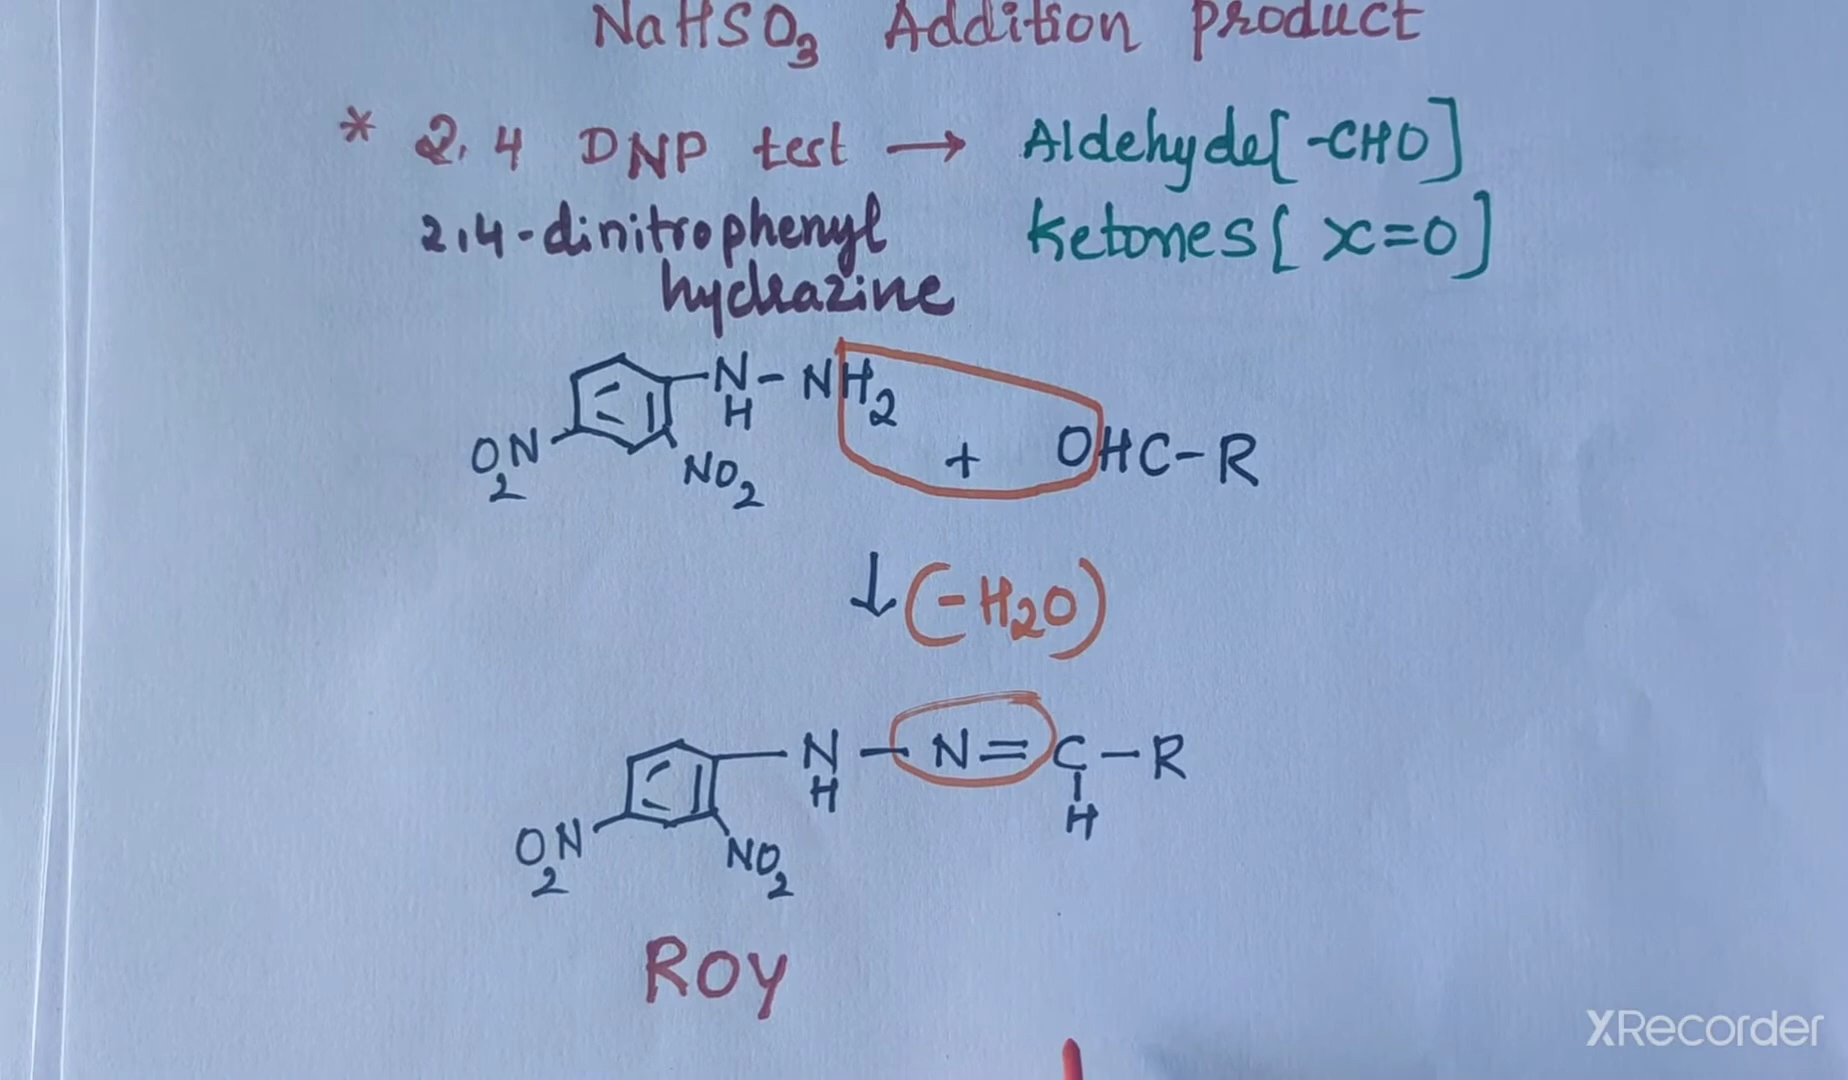 NaHSO3 Addition product
* 2,4 DNP test → Aldehyde[-CHO]
2,4-dinitrophenyl
hydrazine
Ketones[ >c=0]
N-NH2
H
O2N
NO2
+ OHC-R
↓ (-H2O)
N-N=C-R
H
H
O2N
NO2
ROY
XRecorder